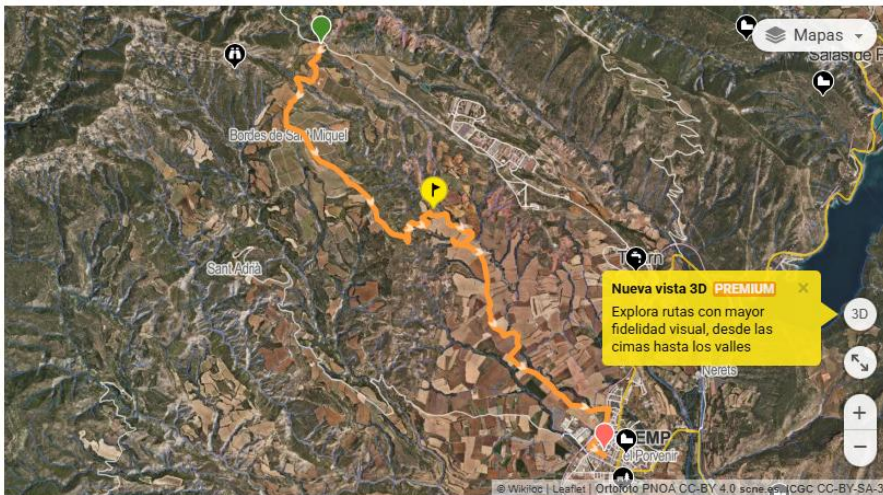 Mapas
Salàs de P
Bordes de Sant Miquel
Sant Adrià
T rn
Nueva vista 3D PREMIUM ×
Explora rutas con mayor
fidelidad visual, desde las
cimas hasta los valles
3D
Nerets
+
EMP
el Porvenir
−
© Wikiloc | Leaflet | Ortofoto PNOA CC-BY 4.0 scne.es, ICGC CC-BY-SA-3